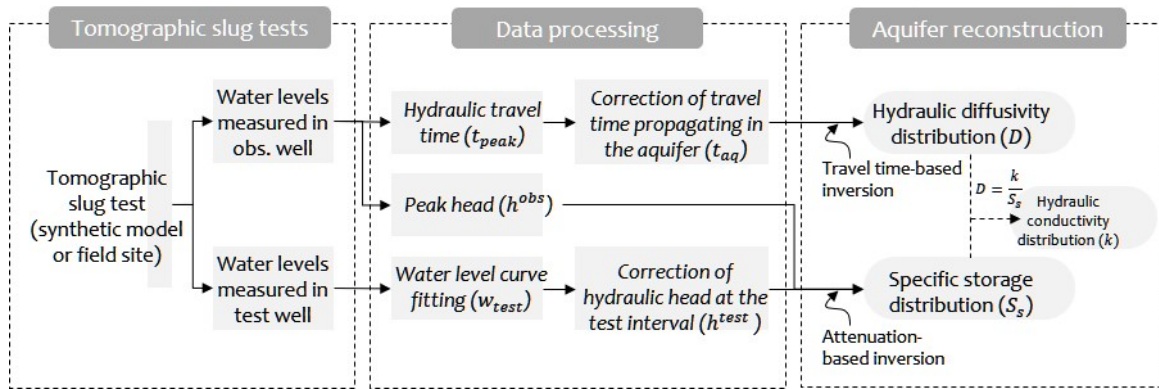 Tomographic slug tests
Data processing
Aquifer reconstruction
Tomographic
slug test
(synthetic model
or field site)
Water levels
measured in
obs. well
Water levels
measured in
test well
Hydraulic travel
time (t_peak)
Correction of travel
time propagating in
the aquifer (t_aq)
Peak head (h^obs)
Water level curve
fitting (w_test)
Correction of
hydraulic head at the
test interval (h^test)
Hydraulic diffusivity
distribution (D)
Travel time-based
inversion
D = k/S_s
Hydraulic
conductivity
distribution (k)
Specific storage
distribution (S_s)
Attenuation-
based inversion